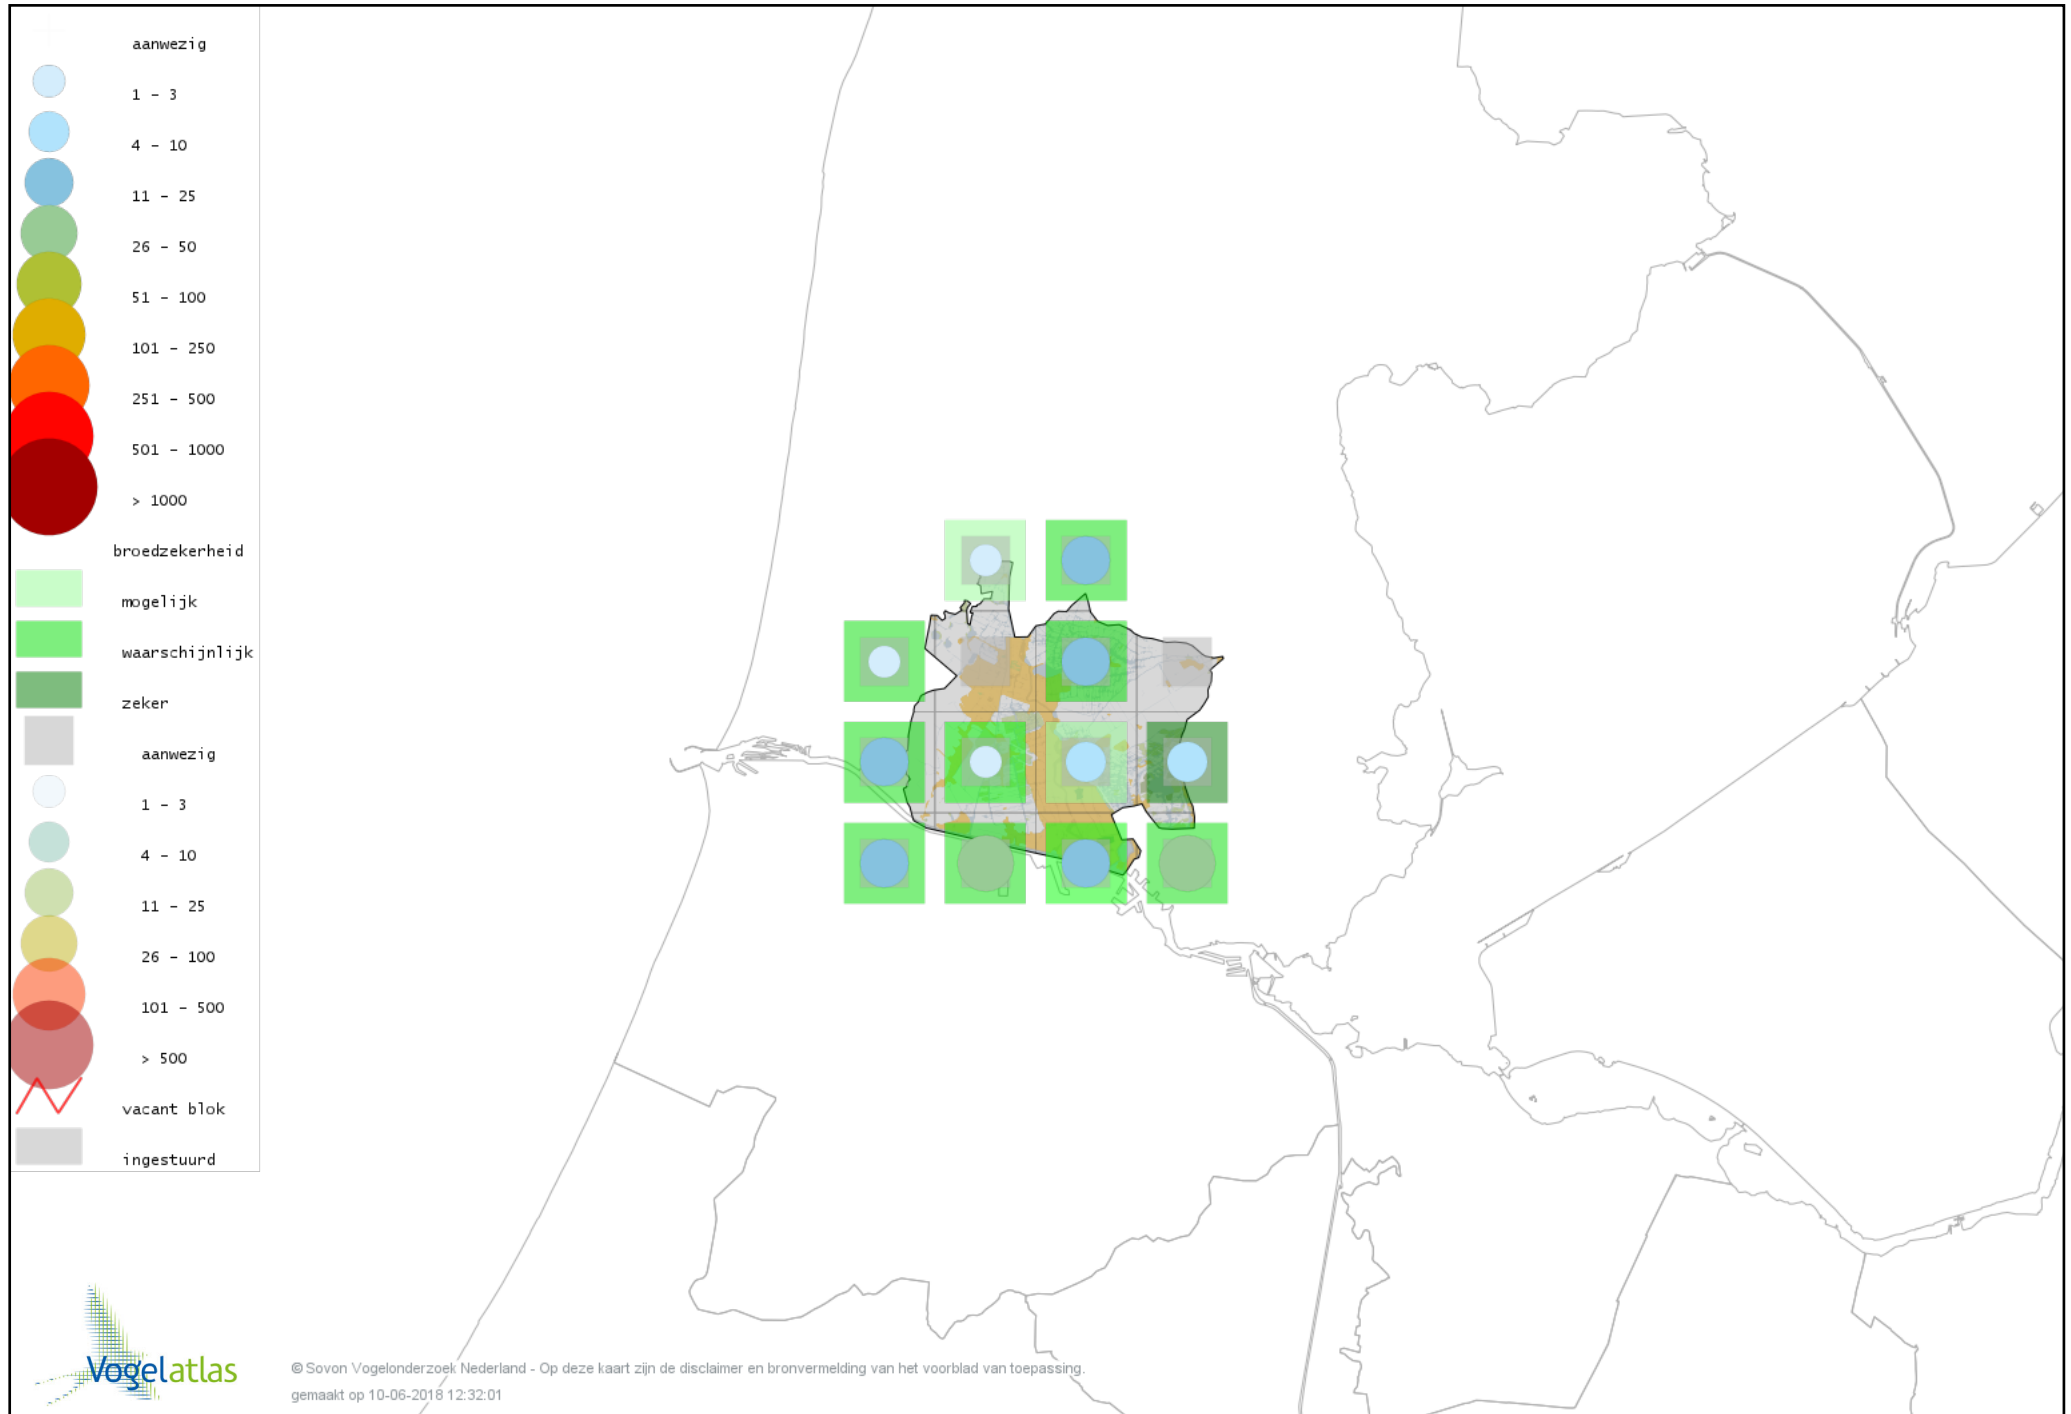 aanwezig
1 - 3
4 - 10
11 - 25
26 - 50
51 - 100
101 - 250
251 - 500
501 - 1000
> 1000
broedzekerheid
mogelijk
waarschijnlijk
zeker
aanwezig
1 - 3
4 - 10
11 - 25
26 - 100
101 - 500
> 500
vacant blok
ingestuurd
Vogelatlas
© Sovon Vogelonderzoek Nederland - Op deze kaart zijn de disclaimer en bronvermelding van het voorblad van toepassing.
gemaakt op 10-06-2018 12:32:01